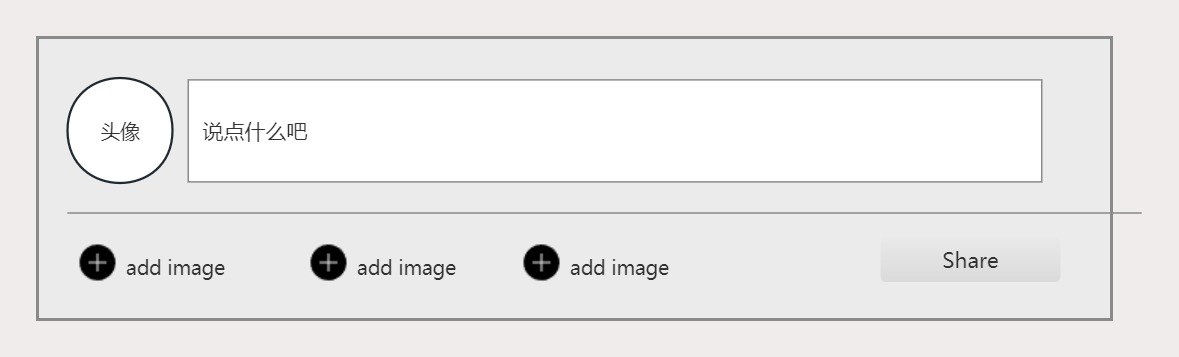 头像
说点什么吧
add image
add image
add image
Share